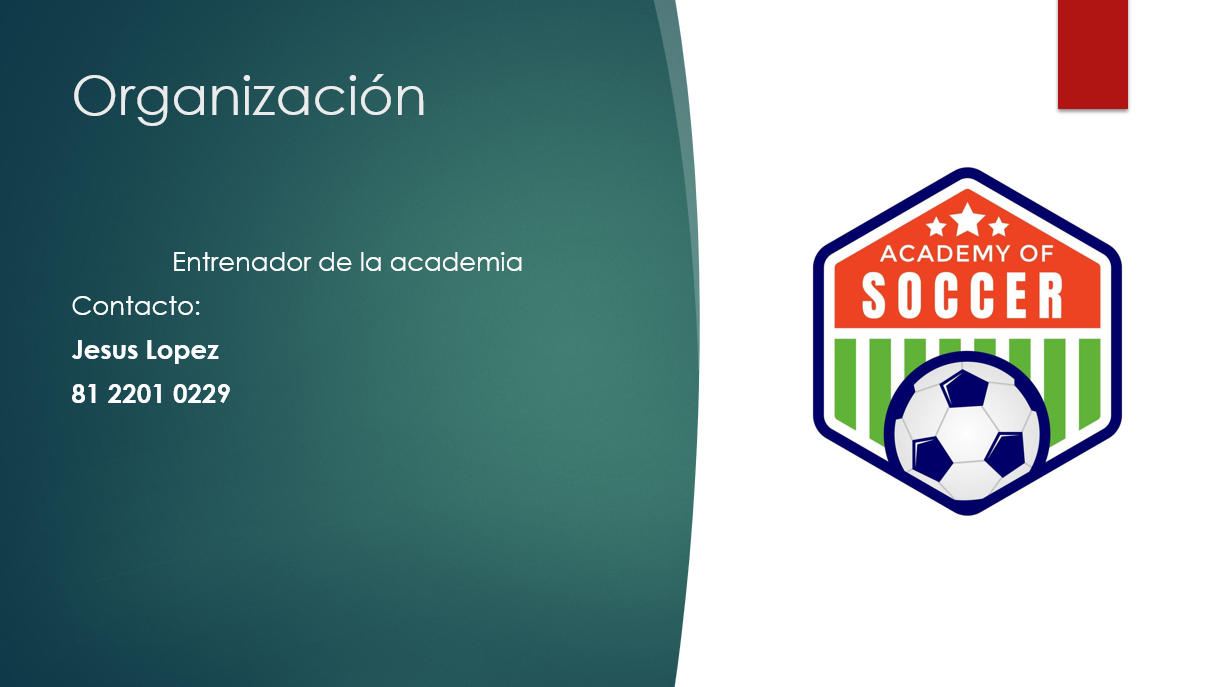 Organización
Entrenador de la academia
Contacto:
Jesus Lopez
81 2201 0229
ACADEMY OF
SOCCER